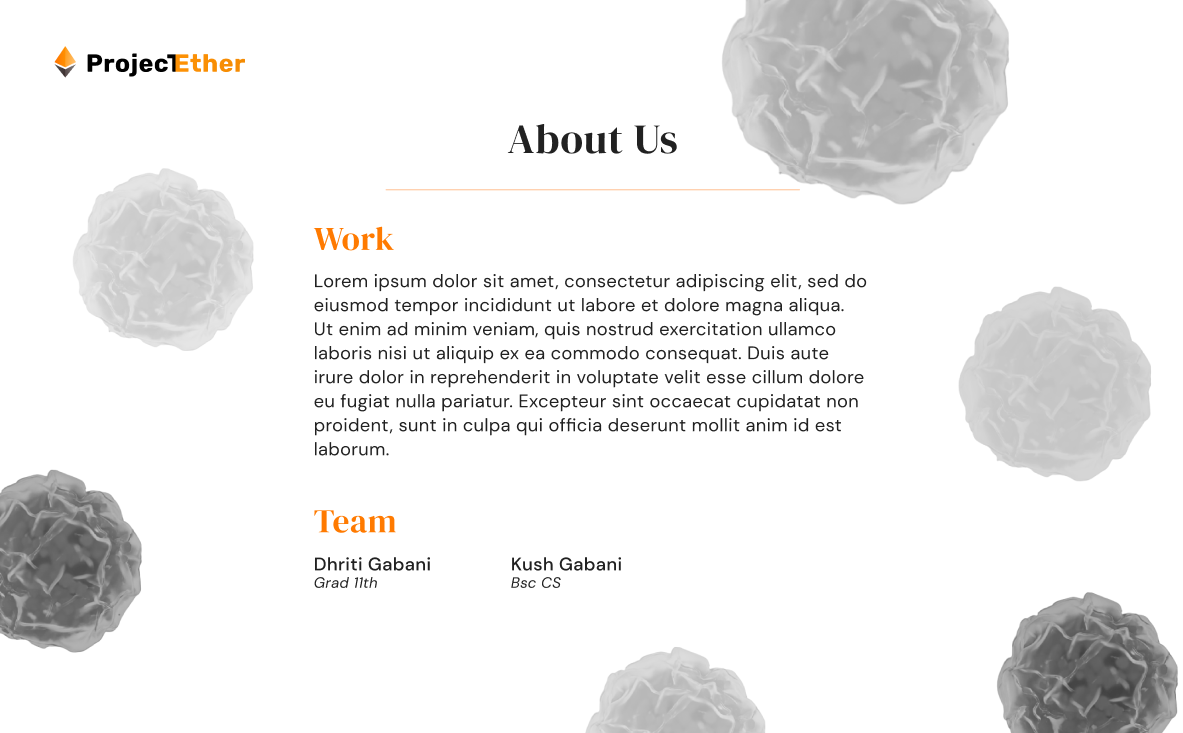 ProjecTEther
About Us
Work
Lorem ipsum dolor sit amet, consectetur adipiscing elit, sed do
eiusmod tempor incididunt ut labore et dolore magna aliqua.
Ut enim ad minim veniam, quis nostrud exercitation ullamco
laboris nisi ut aliquip ex ea commodo consequat. Duis aute
irure dolor in reprehenderit in voluptate velit esse cillum dolore
eu fugiat nulla pariatur. Excepteur sint occaecat cupidatat non
proident, sunt in culpa qui officia deserunt mollit anim id est
laborum.
Team
Dhriti Gabani Kush Gabani
Grad 11th Bsc CS